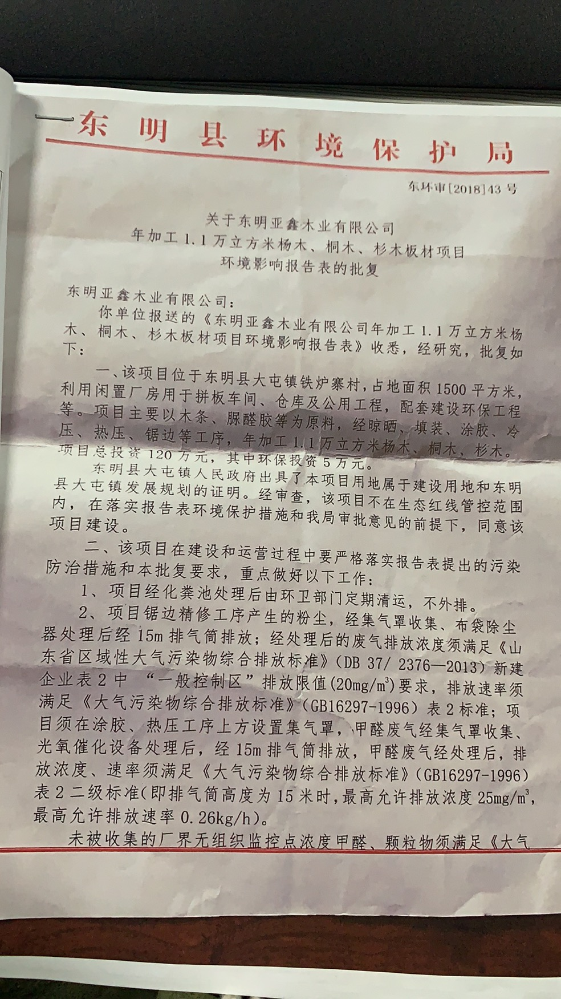 东明县环境保护局
东环审[2018]43 号
关于东明亚鑫木业有限公司
年加工 1.1 万立方米杨木、桐木、杉木板材项目
环境影响报告表的批复
东明亚鑫木业有限公司：
你单位报送的《东明亚鑫木业有限公司年加工 1.1 万立方米杨
木、桐木、杉木板材项目环境影响报告表》收悉，经研究，批复如
下：
一、该项目位于东明县大屯镇铁炉寨村，占地面积 1500 平方米，
利用闲置厂房用于拼板车间、仓库及公用工程，配套建设环保工程
等。项目主要以木条、脲醛胶等为原料，经晾晒、填装、涂胶、冷
压、热压、锯边等工序，年加工 1.1 万立方米杨木、桐木、杉木。
项目总投资 120 万元，其中环保投资 5 万元。
东明县大屯镇人民政府出具了本项目用地属于建设用地和东明
县大屯镇发展规划的证明。经审查，该项目不在生态红线管控范围
内，在落实报告表环境保护措施和我局审批意见的前提下，同意该
项目建设。
二、该项目在建设和运营过程中要严格落实报告表提出的污染
防治措施和本批复要求，重点做好以下工作：
1、项目经化粪池处理后由环卫部门定期清运，不外排。
2、项目锯边精修工序产生的粉尘，经集气罩收集、布袋除尘
器处理后经 15m 排气筒排放；经处理后的废气排放浓度须满足《山
东省区域性大气污染物综合排放标准》（DB 37/ 2376—2013）新建
企业表 2 中 “一般控制区”排放限值(20mg/m³)要求，排放速率须
满足《大气污染物综合排放标准》（GB16297-1996）表 2 标准；项
目须在涂胶、热压工序上方设置集气罩，甲醛废气经集气罩收集、
光氧催化设备处理后，经 15m 排气筒排放，甲醛废气经处理后，排
放浓度、速率须满足《大气污染物综合排放标准》（GB16297-1996）
表 2 二级标准(即排气筒高度为 15 米时,最高允许排放浓度 25mg/m³,
最高允许排放速率 0.26kg/h)。
未被收集的厂界无组织监控点浓度甲醛、颗粒物须满足《大气